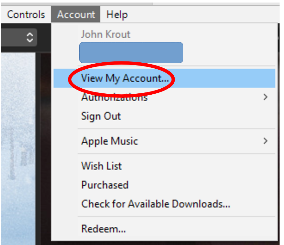 Controls Account Help
John Krout
View My Account...
Authorizations
Sign Out
Apple Music
Wish List
Purchased
Check for Available Downloads...
Redeem...